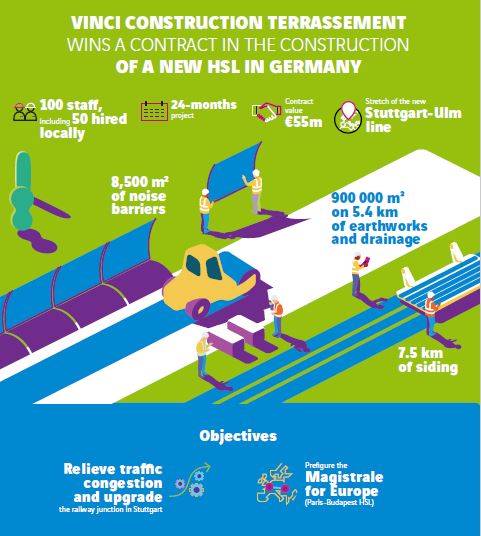 VINCI CONSTRUCTION TERRASSEMENT
WINS A CONTRACT IN THE CONSTRUCTION
OF A NEW HSL IN GERMANY
100 staff,
Including 50 hired
locally
24-months
project
Contract
value
€55m
Stretch of the new
Stuttgart-Ulm
line
8,500 m²
of noise
barriers
900 000 m²
on 5.4 km
of earthworks
and drainage
7.5 km
of siding
Objectives
Relieve traffic
congestion
and upgrade
the railway junction in Stuttgart
Prefigure the
Magistrale
for Europe
(Paris-Budapest HSL)